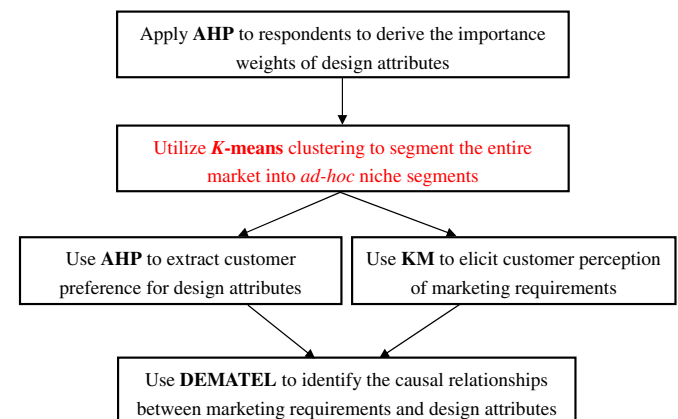 Apply AHP to respondents to derive the importance
weights of design attributes
Utilize K-means clustering to segment the entire
market into ad-hoc niche segments
Use AHP to extract customer
preference for design attributes
Use KM to elicit customer perception
of marketing requirements
Use DEMATEL to identify the causal relationships
between marketing requirements and design attributes